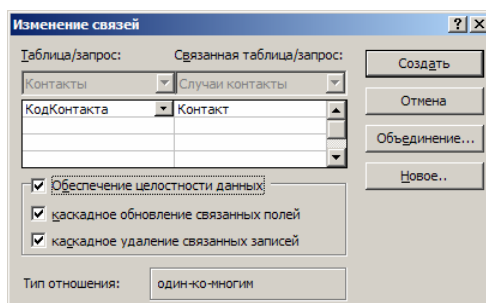 Изменение связей
Таблица/запрос: Связанная таблица/запрос:
Контакты Случаи контакты
КодКонтакта Контакт
Обеспечение целостности данных
каскадное обновление связанных полей
каскадное удаление связанных записей
Тип отношения: один-ко-многим
Создать
Отмена
Объединение...
Новое..